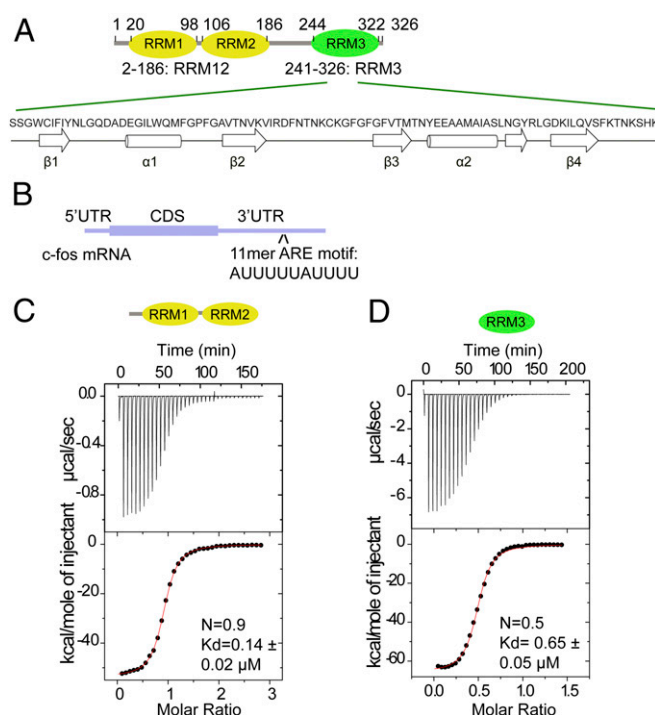 A
1 20 98 106 186 244 322 326
RRM1 RRM2 RRM3
2-186: RRM12 241-326: RRM3
SSGWCIFIYNLGQDADEGILWQMFGPFGAVTNVKVIRDFNTNKCKGFGFGFVTMTNYEEAAMAIASLNGYRLGDKILQVSFKTNKSHK
β1 α1 β2 β3 α2 β4
B
5'UTR CDS 3'UTR
c-fos mRNA
11mer ARE motif:
AUUUUUAUUUU
C
RRM1 RRM2
Time (min)
0 50 100 150
0.0
-0.4
-0.8
µcal/sec
0
-20
-40
kcal/mole of injectant
N=0.9
Kd=0.14 ±
0.02 µM
0 1 2 3
Molar Ratio
D
RRM3
Time (min)
0 50 100 150 200
0
-2
-4
-6
µcal/sec
0
-20
-40
-60
kcal/mole of injectant
N=0.5
Kd= 0.65 ±
0.05 µM
0.0 0.5 1.0 1.5
Molar Ratio